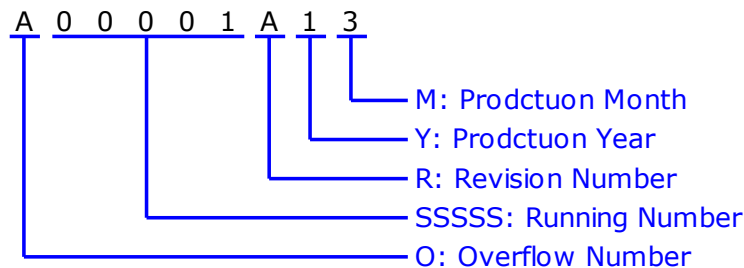 A 0 0 0 0 1 A 1 3
M: Prodctuon Month
Y: Prodctuon Year
R: Revision Number
SSSSS: Running Number
O: Overflow Number